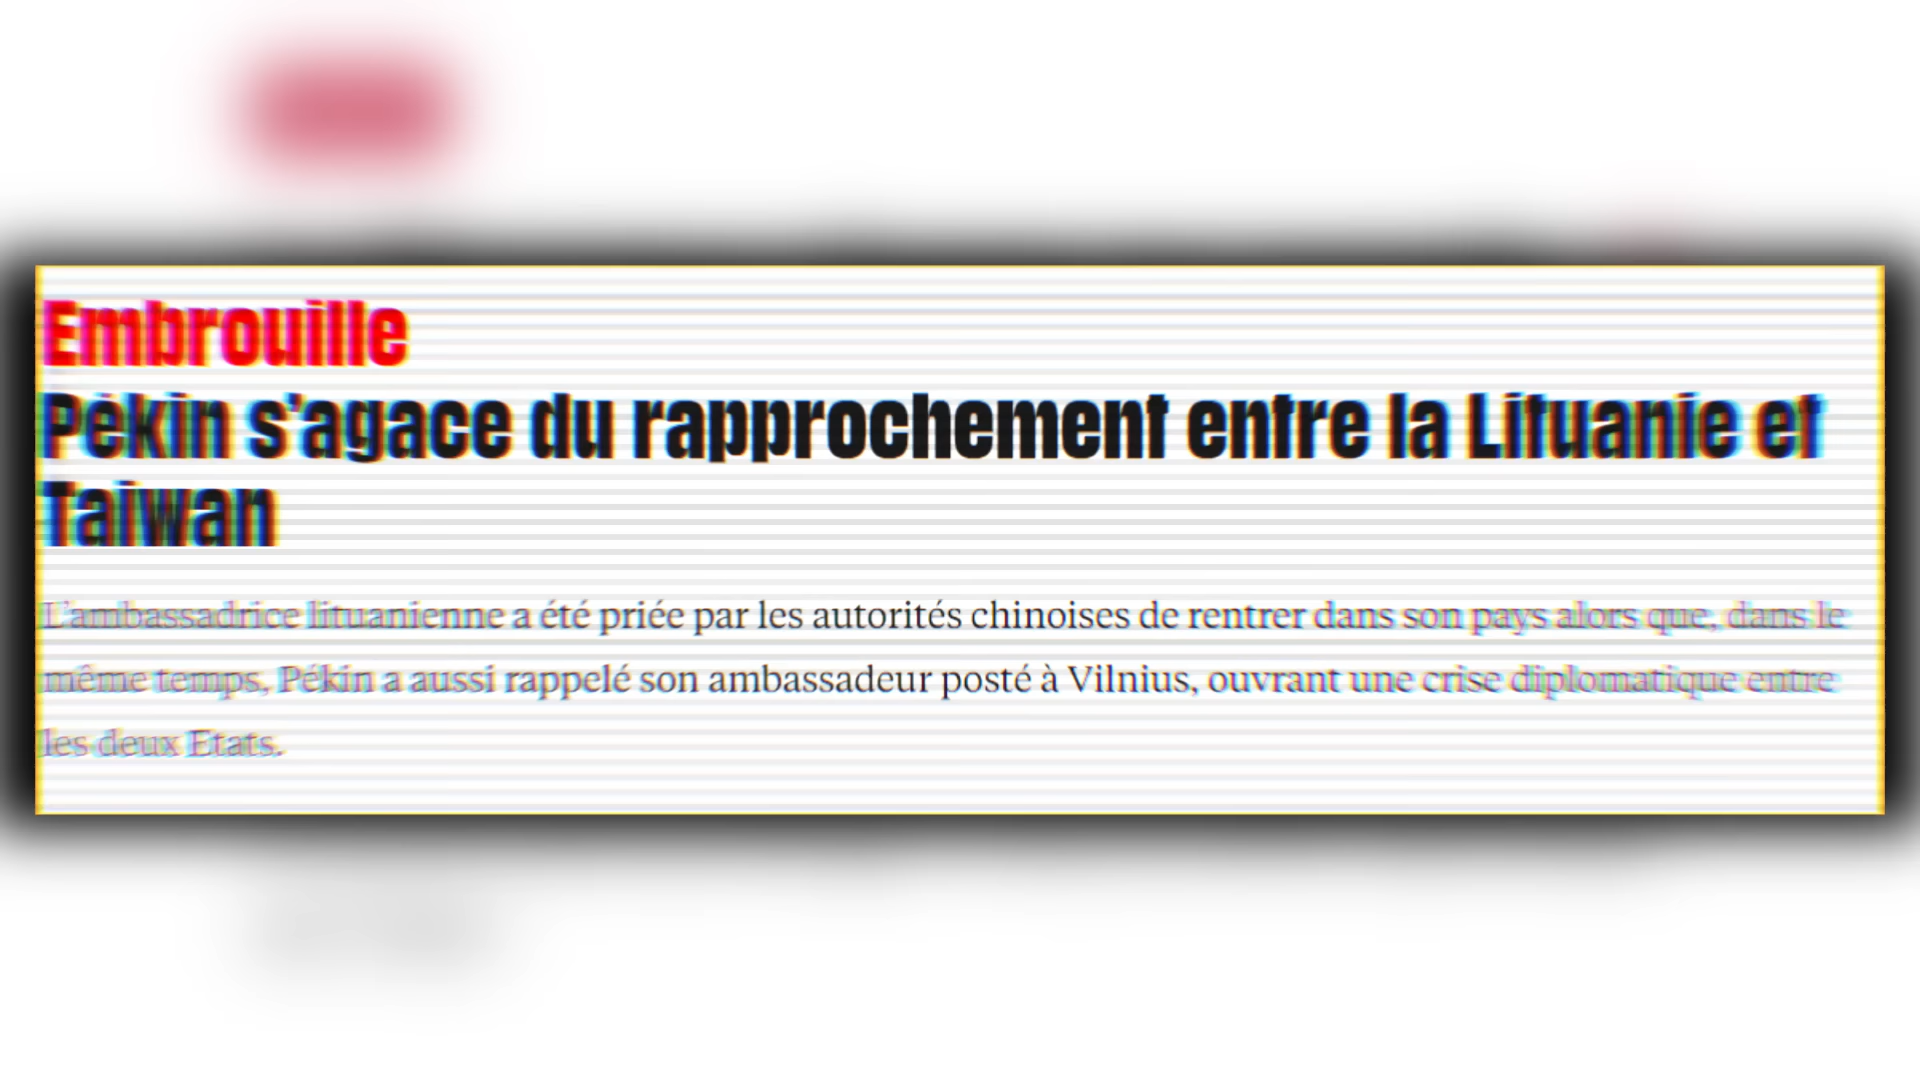 Embrouille
Pékin s'agace du rapprochement entre la Lituanie et
Taiwan
L'ambassadrice lituanienne a été priée par les autorités chinoises de rentrer dans son pays alors que, dans le
même temps, Pékin a aussi rappelé son ambassadeur posté à Vilnius, ouvrant une crise diplomatique entre
les deux Etats.